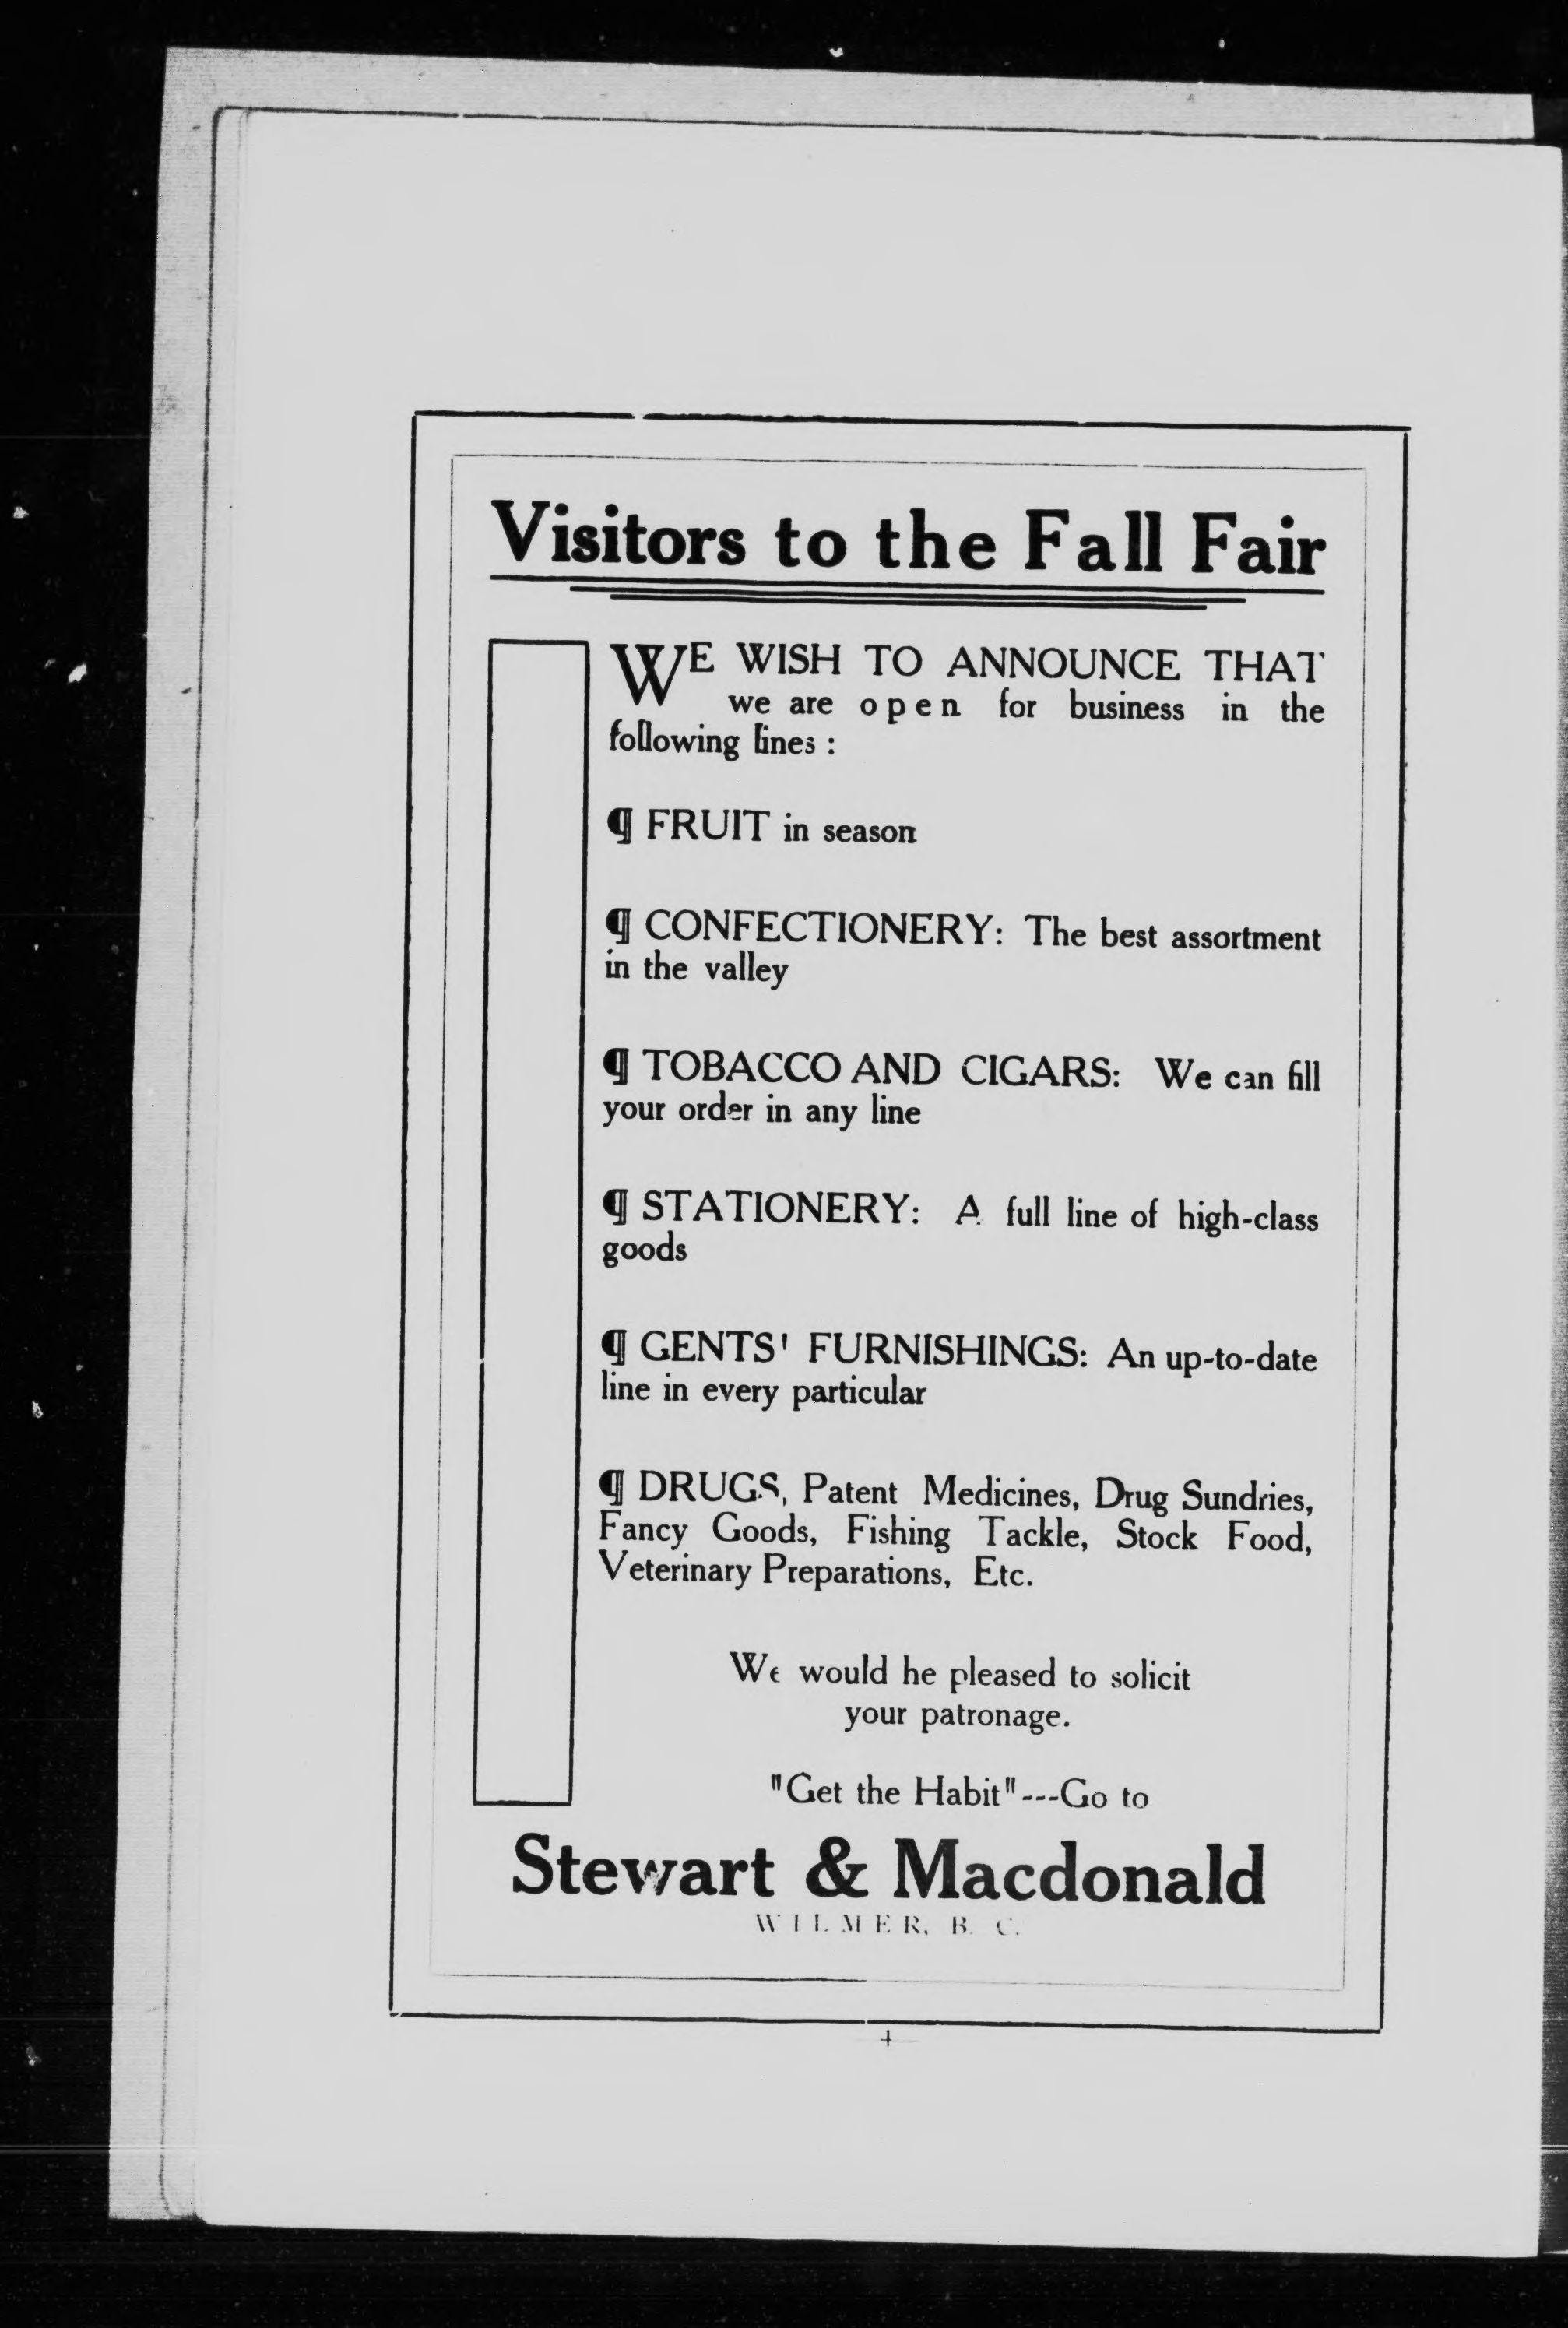 Visitors to the Fall Fair
WE WISH TO ANNOUNCE THAT
we are open for business in the
following lines :
¶ FRUIT in season
¶ CONFECTIONERY: The best assortment
in the valley
¶ TOBACCO AND CIGARS: We can fill
your order in any line
¶ STATIONERY: A full line of high-class
goods
¶ GENTS' FURNISHINGS: An up-to-date
line in every particular
¶ DRUGS, Patent Medicines, Drug Sundries,
Fancy Goods, Fishing Tackle, Stock Food,
Veterinary Preparations, Etc.
We would he pleased to solicit
your patronage.
"Get the Habit"---Go to
Stewart & Macdonald
WILMER, B. C.
4